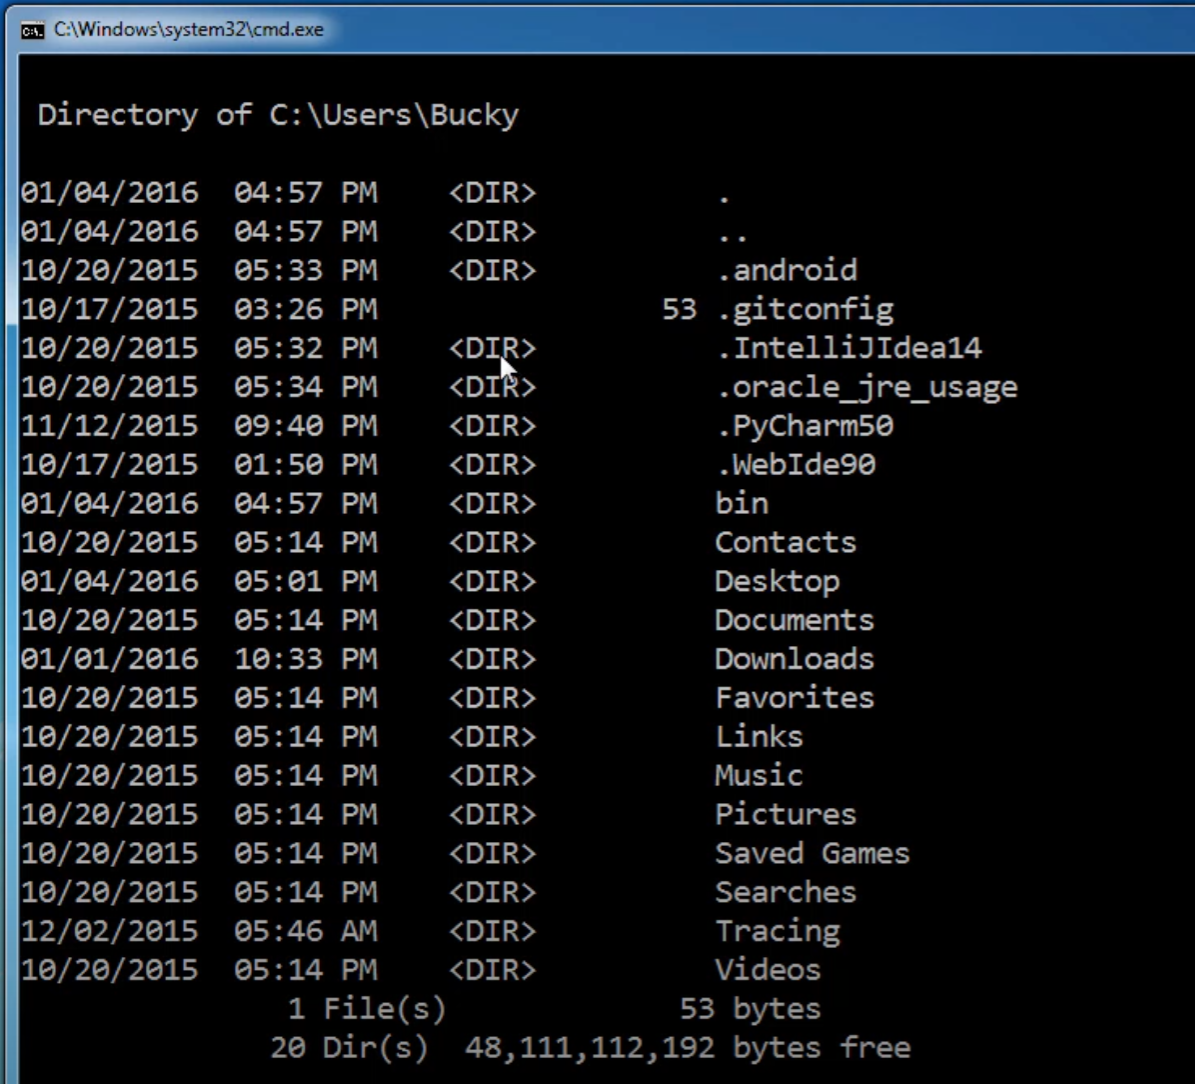 C:\Windows\system32\cmd.exe
Directory of C:\Users\Bucky
01/04/2016  04:57 PM    <DIR>          .
01/04/2016  04:57 PM    <DIR>          ..
10/20/2015  05:33 PM    <DIR>          .android
10/17/2015  03:26 PM                53 .gitconfig
10/20/2015  05:32 PM    <DIR>          .IntelliJIdea14
10/20/2015  05:34 PM    <DIR>          .oracle_jre_usage
11/12/2015  09:40 PM    <DIR>          .PyCharm50
10/17/2015  01:50 PM    <DIR>          .WebIde90
01/04/2016  04:57 PM    <DIR>          bin
10/20/2015  05:14 PM    <DIR>          Contacts
01/04/2016  05:01 PM    <DIR>          Desktop
10/20/2015  05:14 PM    <DIR>          Documents
01/01/2016  10:33 PM    <DIR>          Downloads
10/20/2015  05:14 PM    <DIR>          Favorites
10/20/2015  05:14 PM    <DIR>          Links
10/20/2015  05:14 PM    <DIR>          Music
10/20/2015  05:14 PM    <DIR>          Pictures
10/20/2015  05:14 PM    <DIR>          Saved Games
10/20/2015  05:14 PM    <DIR>          Searches
12/02/2015  05:46 AM    <DIR>          Tracing
10/20/2015  05:14 PM    <DIR>          Videos
1 File(s)             53 bytes
20 Dir(s)  48,111,112,192 bytes free